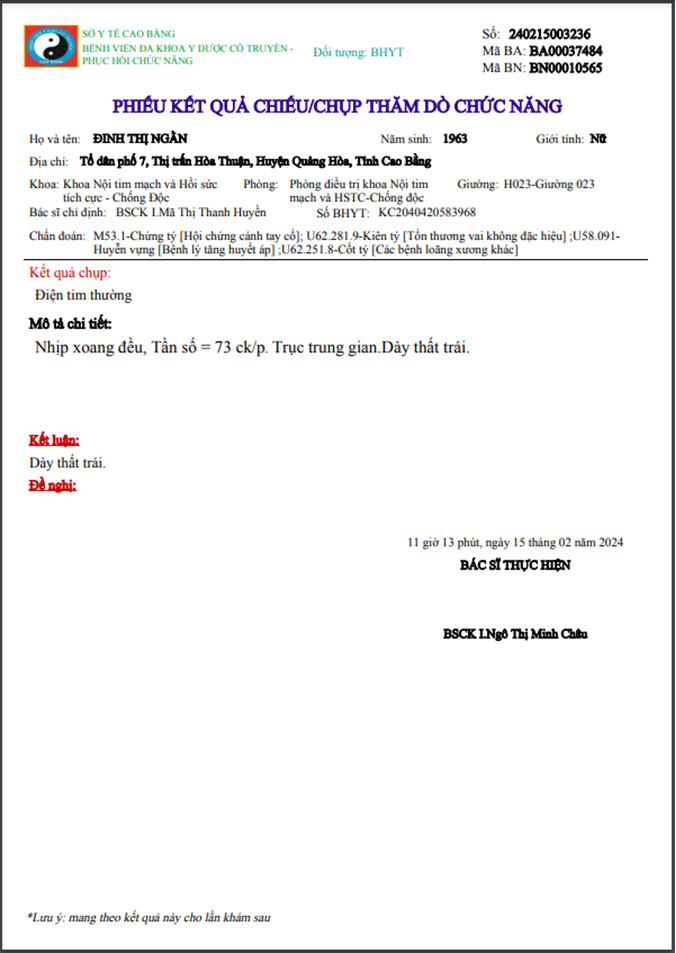 SỞ Y TẾ CAO BẰNG
BỆNH VIỆN ĐA KHOA Y DƯỢC CỔ TRUYỀN -
PHỤC HỒI CHỨC NĂNG
Đối tượng: BHYT
Số: 240215003236
Mã BA: BA00037484
Mã BN: BN00010565
PHIẾU KẾT QUẢ CHIẾU/CHỤP THĂM DÒ CHỨC NĂNG
Họ và tên: ĐINH THỊ NGÂN Năm sinh: 1963 Giới tính: Nữ
Địa chỉ: Tổ dân phố 7, Thị trấn Hòa Thuận, Huyện Quảng Hòa, Tỉnh Cao Bằng
Khoa: Khoa Nội tim mạch và Hồi sức Phòng: Phòng điều trị khoa Nội tim Giường: H023-Giường 023
tích cực - Chống Độc mạch và HSTC-Chống độc
Bác sĩ chỉ định: BSCK I.Mã Thị Thanh Huyền Số BHYT: KC2040420583968
Chẩn đoán: M53.1-Chứng tý [Hội chứng cánh tay cổ]; U62.281.9-Kiên tý [Tổn thương vai không đặc hiệu] ;U58.091-
Huyễn vựng [Bệnh lý tăng huyết áp] ;U62.251.8-Cốt tý [Các bệnh loãng xương khác]
Kết quả chụp:
Điện tim thường
Mô tả chi tiết:
Nhịp xoang đều, Tần số = 73 ck/p. Trục trung gian.Dày thất trái.
Kết luận:
Dày thất trái.
Đề nghị:
11 giờ 13 phút, ngày 15 tháng 02 năm 2024
BÁC SĨ THỰC HIỆN
BSCK I.Ngô Thị Minh Châu
*Lưu ý: mang theo kết quả này cho lần khám sau